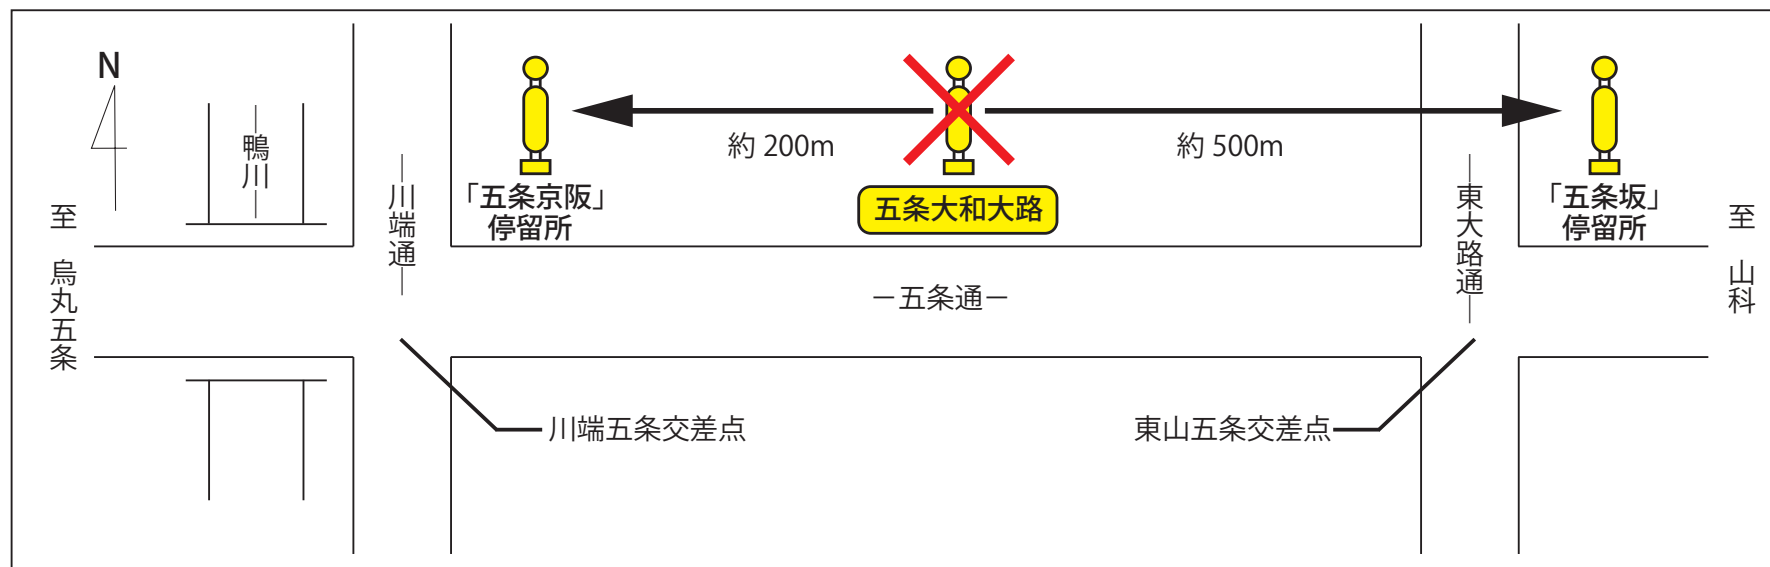 N
至 烏丸五条
―鴨川―
―川端通―
「五条京阪」
停留所
約 200m
五条大和大路
約 500m
―東大路通―
「五条坂」
停留所
至 山科
－五条通－
川端五条交差点
東山五条交差点